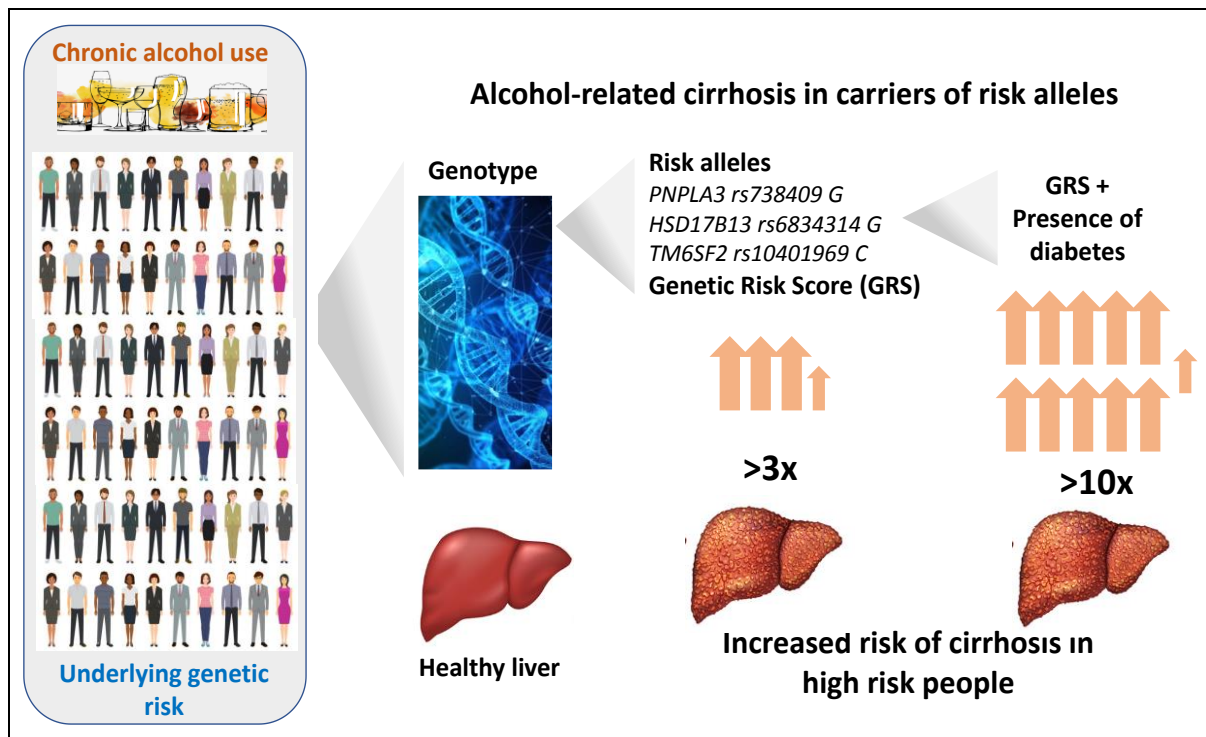 Chronic alcohol use
Underlying genetic
risk
Alcohol-related cirrhosis in carriers of risk alleles
Genotype
Healthy liver
Risk alleles
PNPLA3 rs738409 G
HSD17B13 rs6834314 G
TM6SF2 rs10401969 C
Genetic Risk Score (GRS)
>3x
GRS +
Presence of
diabetes
>10x
Increased risk of cirrhosis in
high risk people